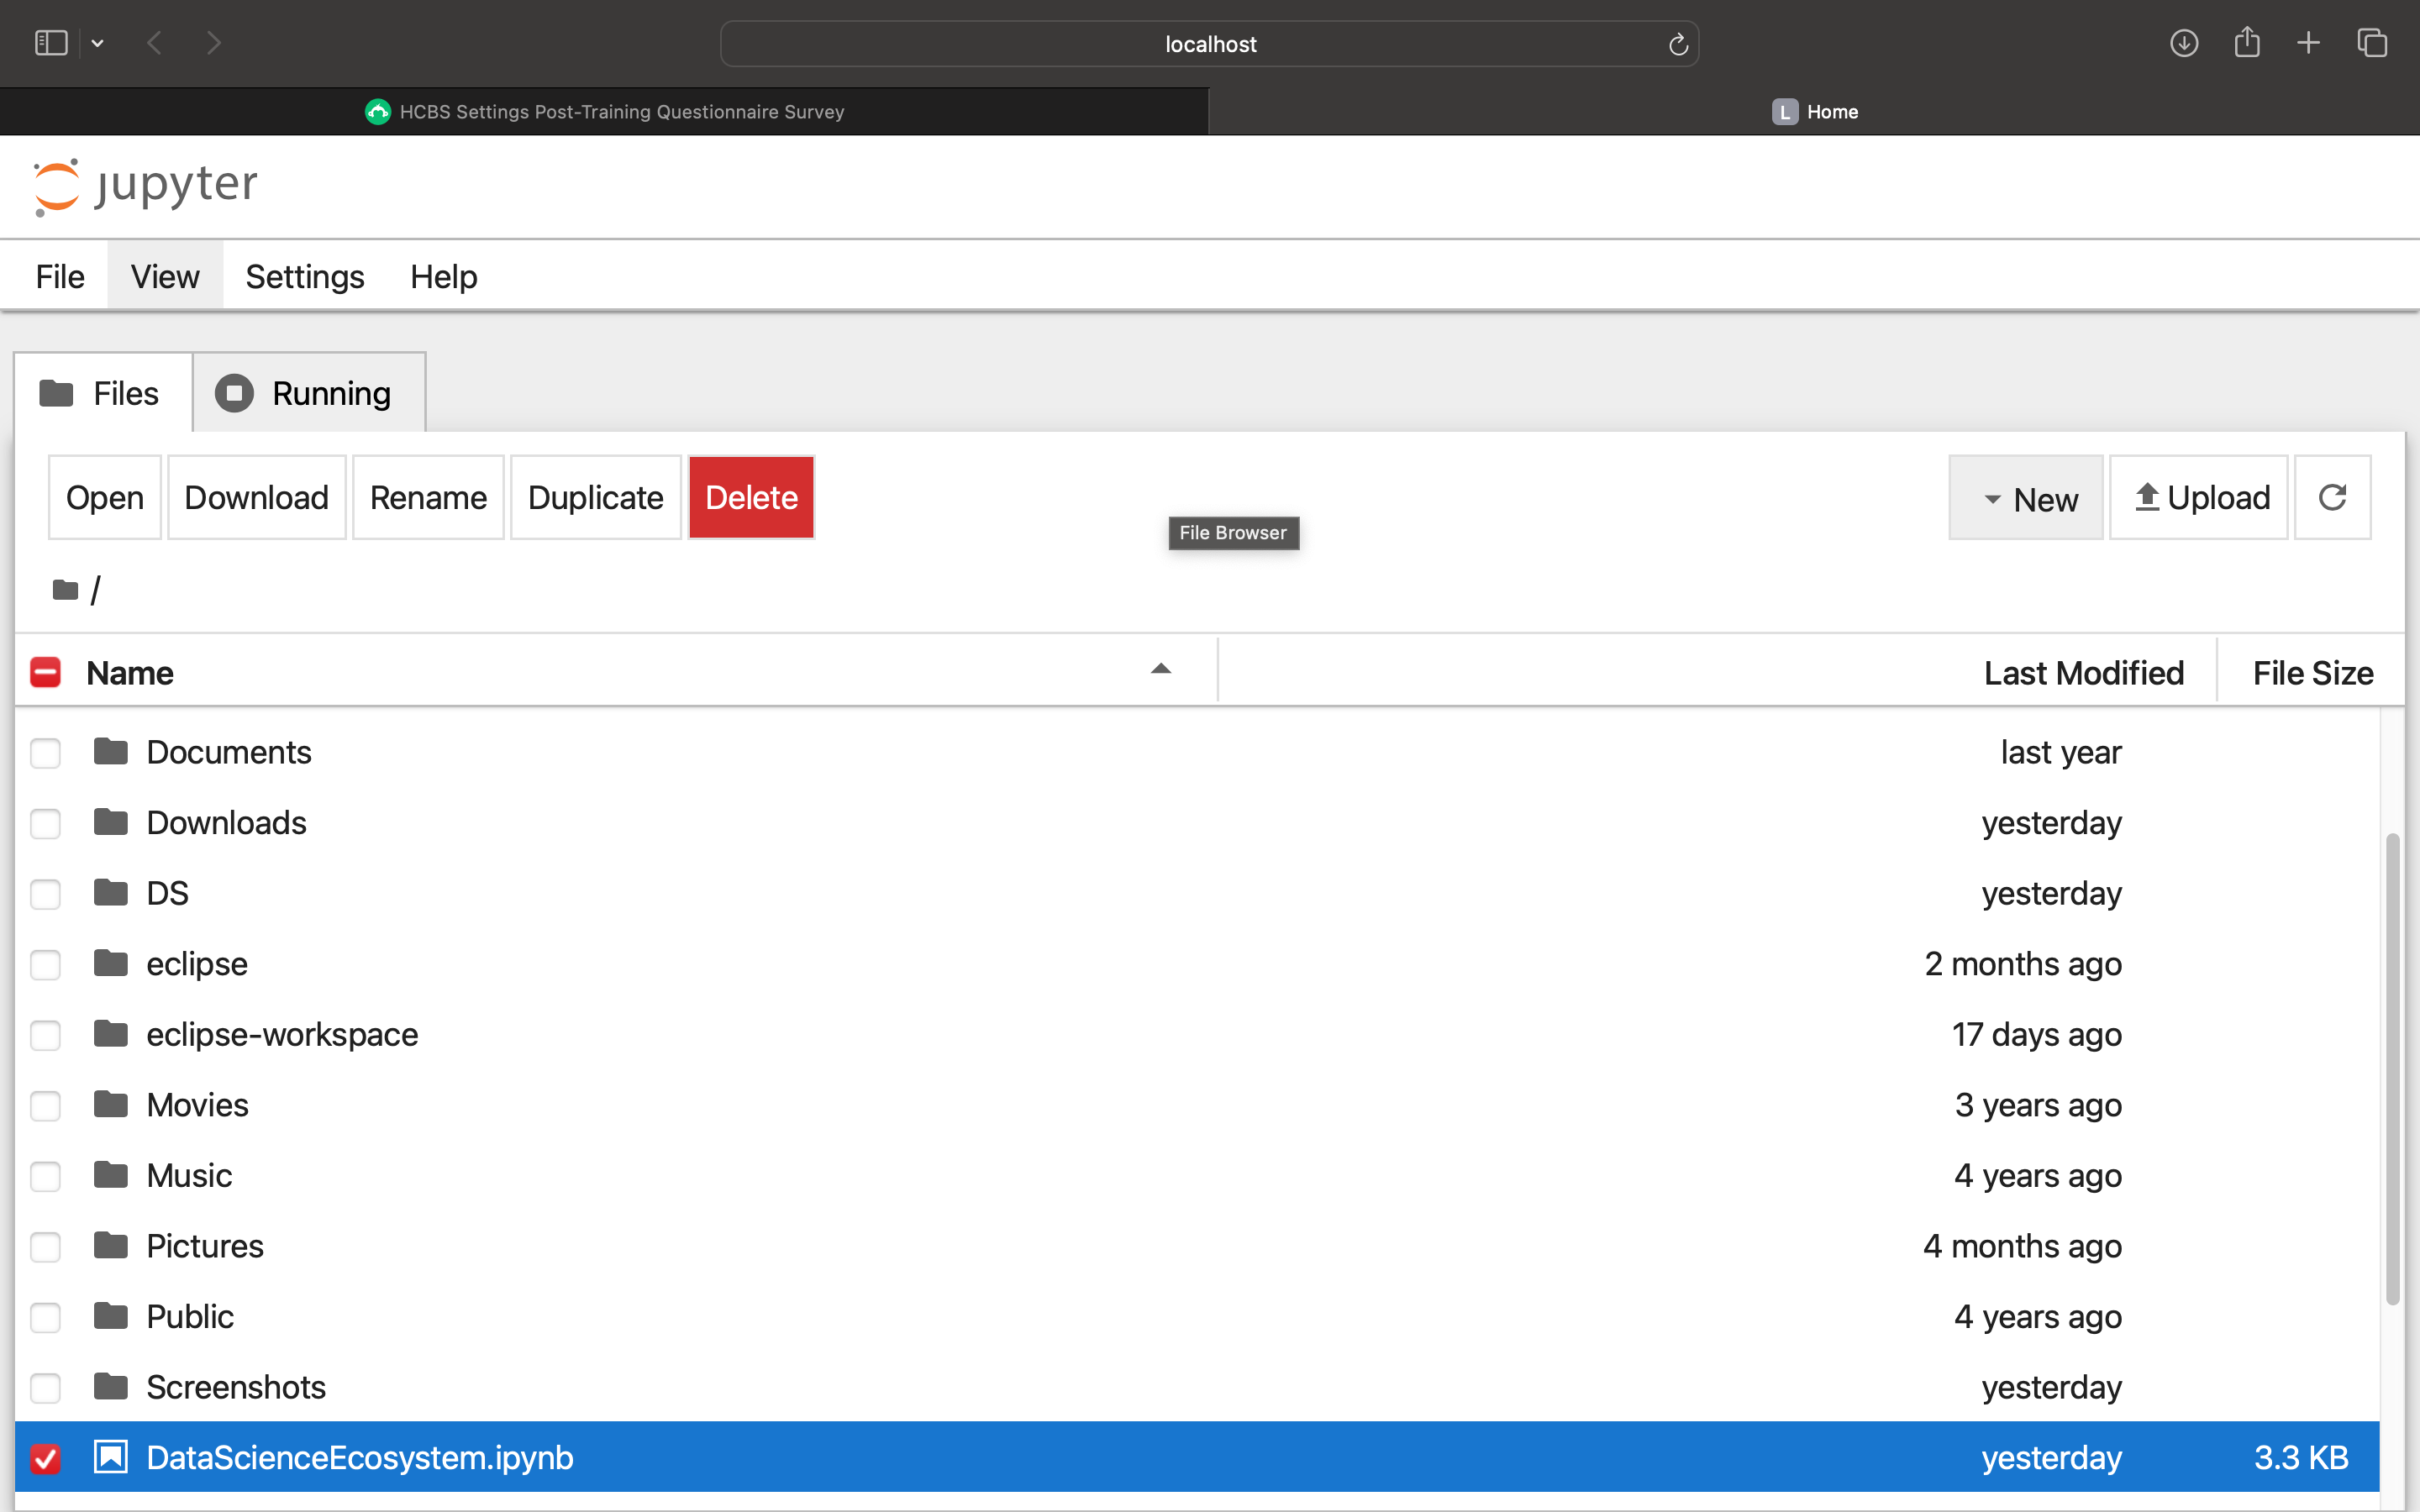 localhost
HCBS Settings Post-Training Questionnaire Survey
L Home
jupyter
File View Settings Help
Files Running
Open Download Rename Duplicate Delete New Upload
File Browser
/
Name Last Modified File Size
Documents last year
Downloads yesterday
DS yesterday
eclipse 2 months ago
eclipse-workspace 17 days ago
Movies 3 years ago
Music 4 years ago
Pictures 4 months ago
Public 4 years ago
Screenshots yesterday
DataScienceEcosystem.ipynb yesterday 3.3 KB